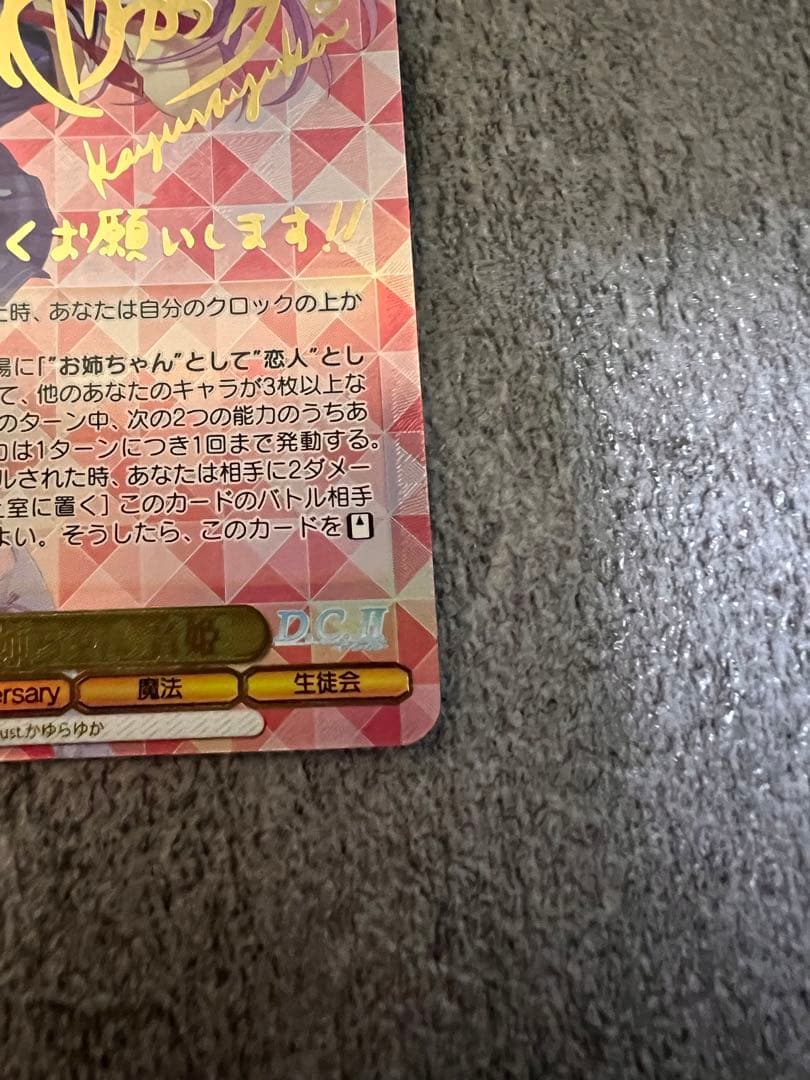 Kayurayuka
くお願いします!!
た時、あなたは自分のクロックの上か
場に「"お姉ちゃん"として"恋人"とし
て、他のあなたのキャラが3枚以上な
のターン中、次の2つの能力のうちあ
力は1ターンにつき1回まで発動する。
ルされた時、あなたは相手に2ダメー
室に置く]このカードのバトル相手
よい。そうしたら、このカードを
姫
D.C.II
ersary 魔法 生徒会
ust.かゆらゆか